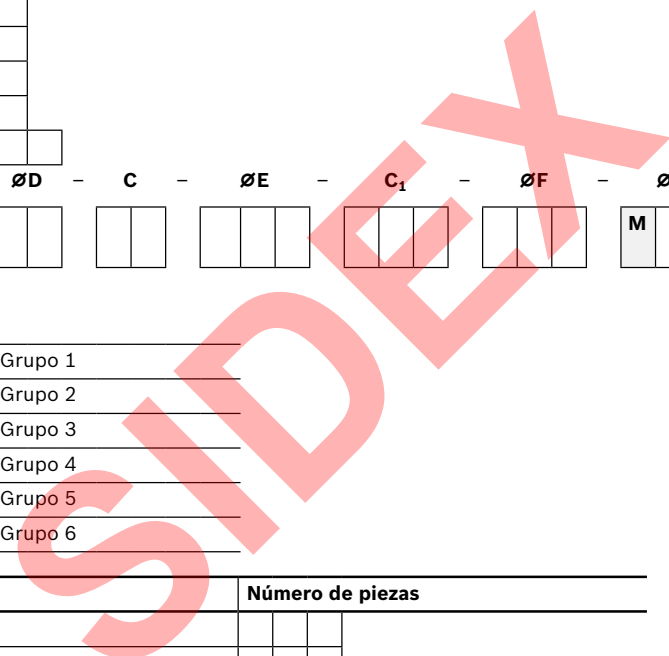 ØD – C – ØE – C₁ – ØF – Ø
M
Grupo 1
Grupo 2
Grupo 3
Grupo 4
Grupo 5
Grupo 6
Número de piezas
SIDEX